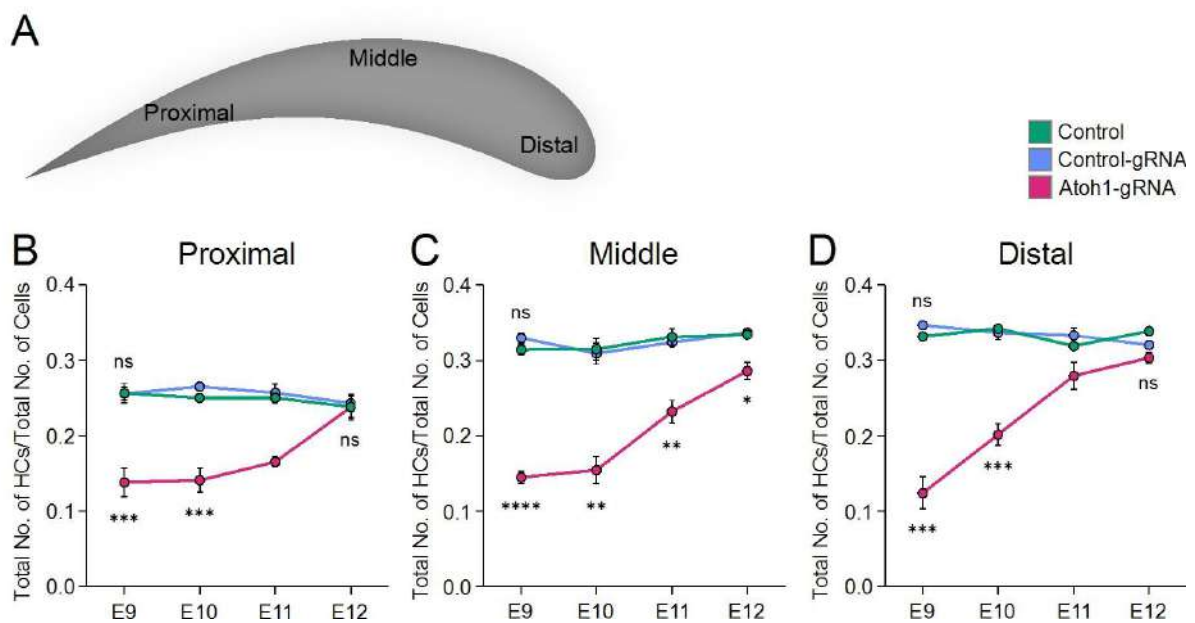 A
Middle
Proximal
Distal
Control
Control-gRNA
Atoh1-gRNA
B
Proximal
Total No. of HCs/Total No. of Cells
0.4
0.3
0.2
0.1
0.0
ns
ns
***
***
E9
E10
E11
E12
C
Middle
Total No. of HCs/Total No. of Cells
0.4
0.3
0.2
0.1
0.0
ns
****
**
**
*
E9
E10
E11
E12
D
Distal
Total No. of HCs/Total No. of Cells
0.4
0.3
0.2
0.1
0.0
ns
***
***
ns
E9
E10
E11
E12